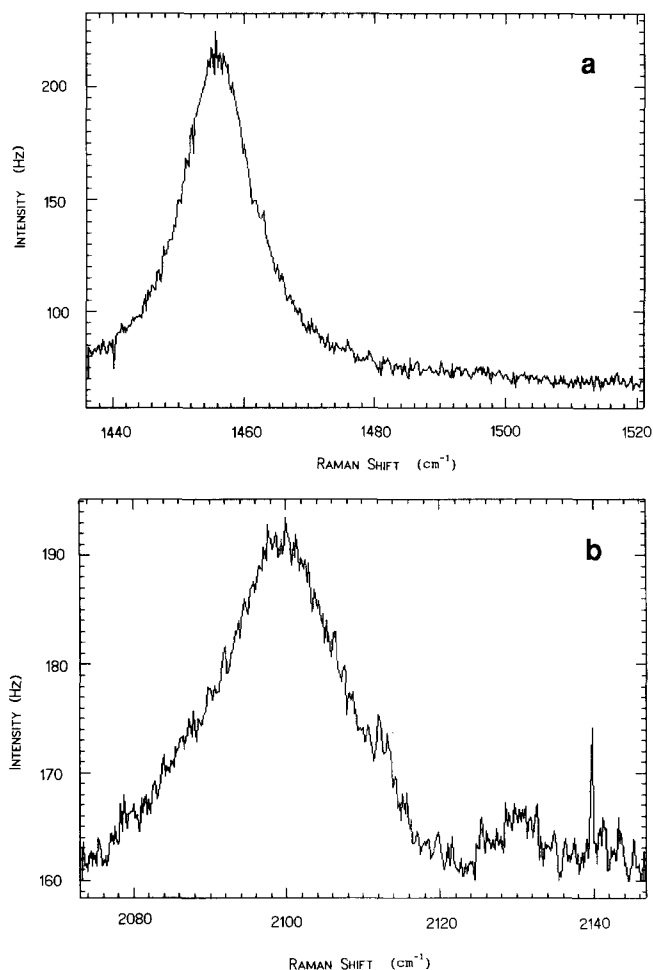 a
200
150
100
INTENSITY (Hz)
1440 1460 1480 1500 1520
RAMAN SHIFT (cm⁻¹)
b
190
180
170
160
INTENSITY (Hz)
2080 2100 2120 2140
RAMAN SHIFT (cm⁻¹)